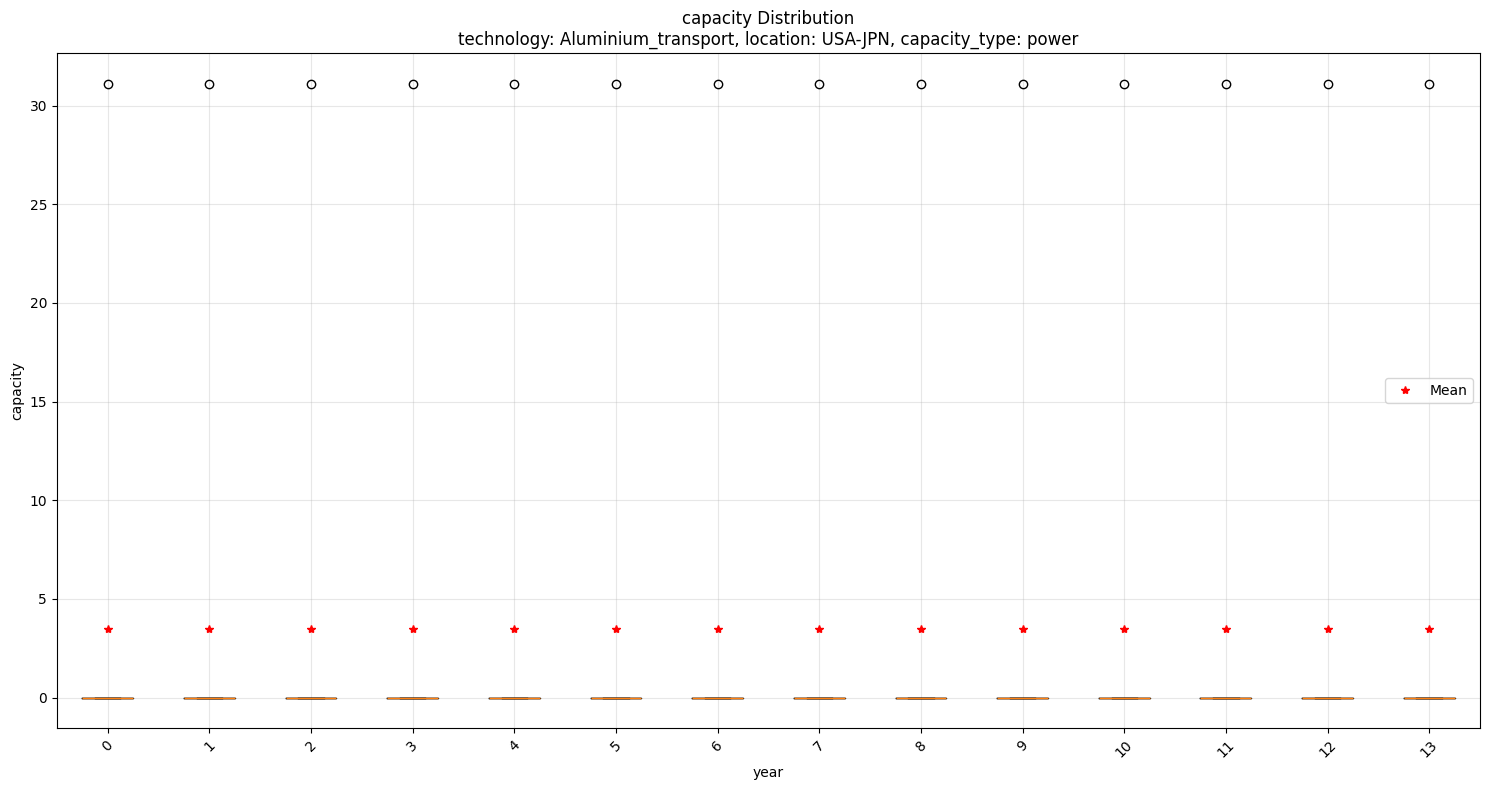 capacity Distribution
technology: Aluminium_transport, location: USA-JPN, capacity_type: power
30
25
20
15
10
5
0
capacity
Mean
0 1 2 3 4 5 6 7 8 9 10 11 12 13
year